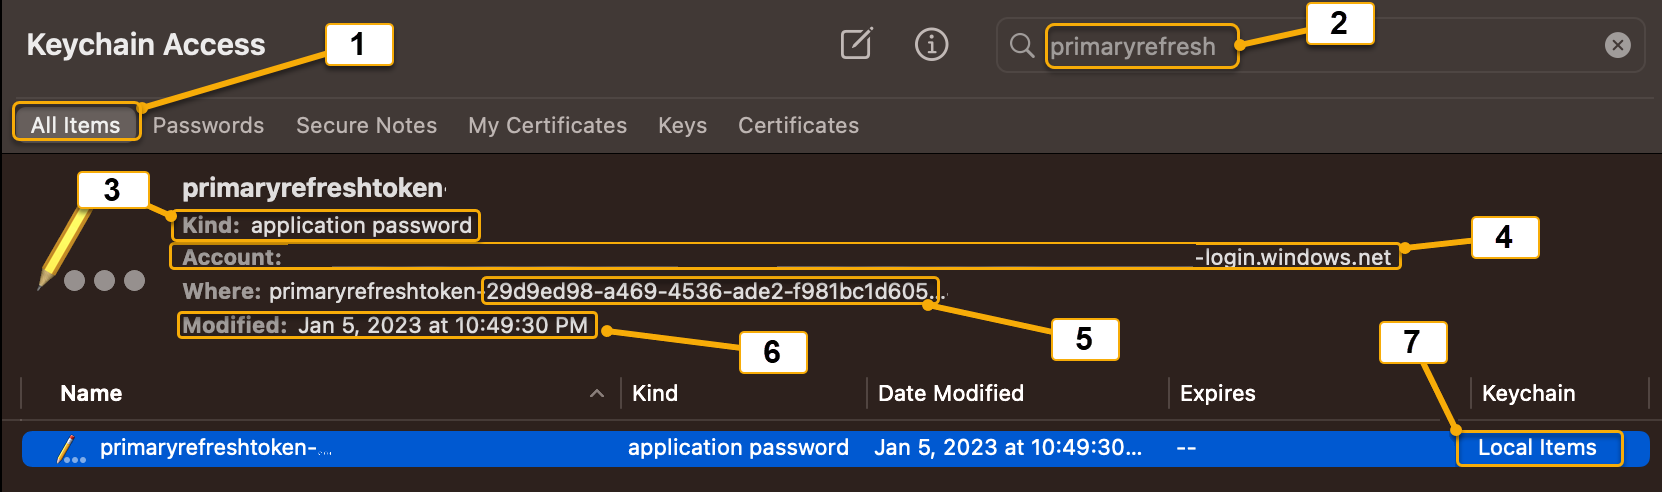 Keychain Access
1
primaryrefresh
2
All Items
Passwords
Secure Notes
My Certificates
Keys
Certificates
3
primaryrefreshtoken-
Kind: application password
4
Account: -login.windows.net
Where: primaryrefreshtoken-29d9ed98-a469-4536-ade2-f981bc1d605...
Modified: Jan 5, 2023 at 10:49:30 PM
5
6
7
Name
Kind
Date Modified
Expires
Keychain
primaryrefreshtoken-...
application password
Jan 5, 2023 at 10:49:30...
--
Local Items